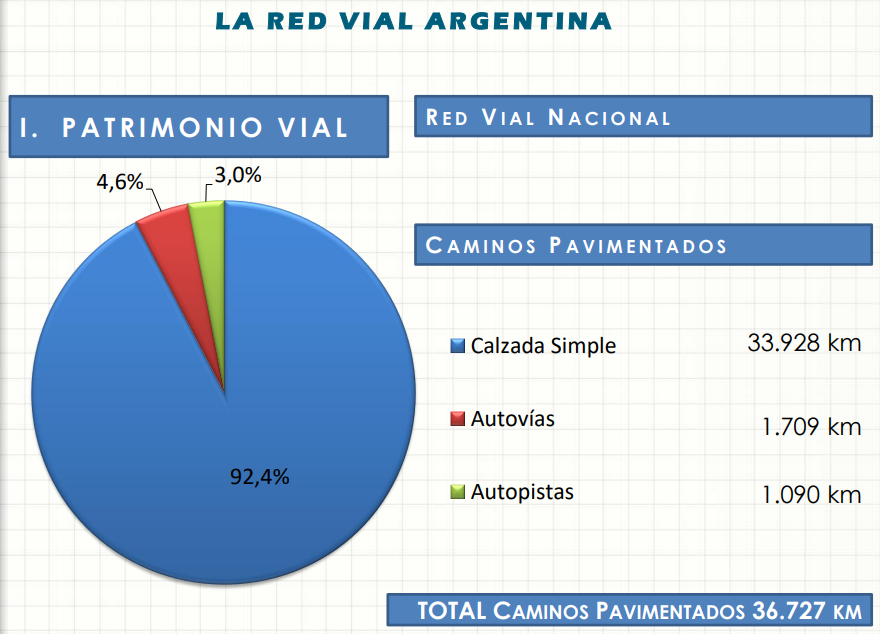 LA RED VIAL ARGENTINA
I. PATRIMONIO VIAL
RED VIAL NACIONAL
4,6%
3,0%
92,4%
CAMINOS PAVIMENTADOS
Calzada Simple 33.928 km
Autovías 1.709 km
Autopistas 1.090 km
TOTAL CAMINOS PAVIMENTADOS 36.727 KM